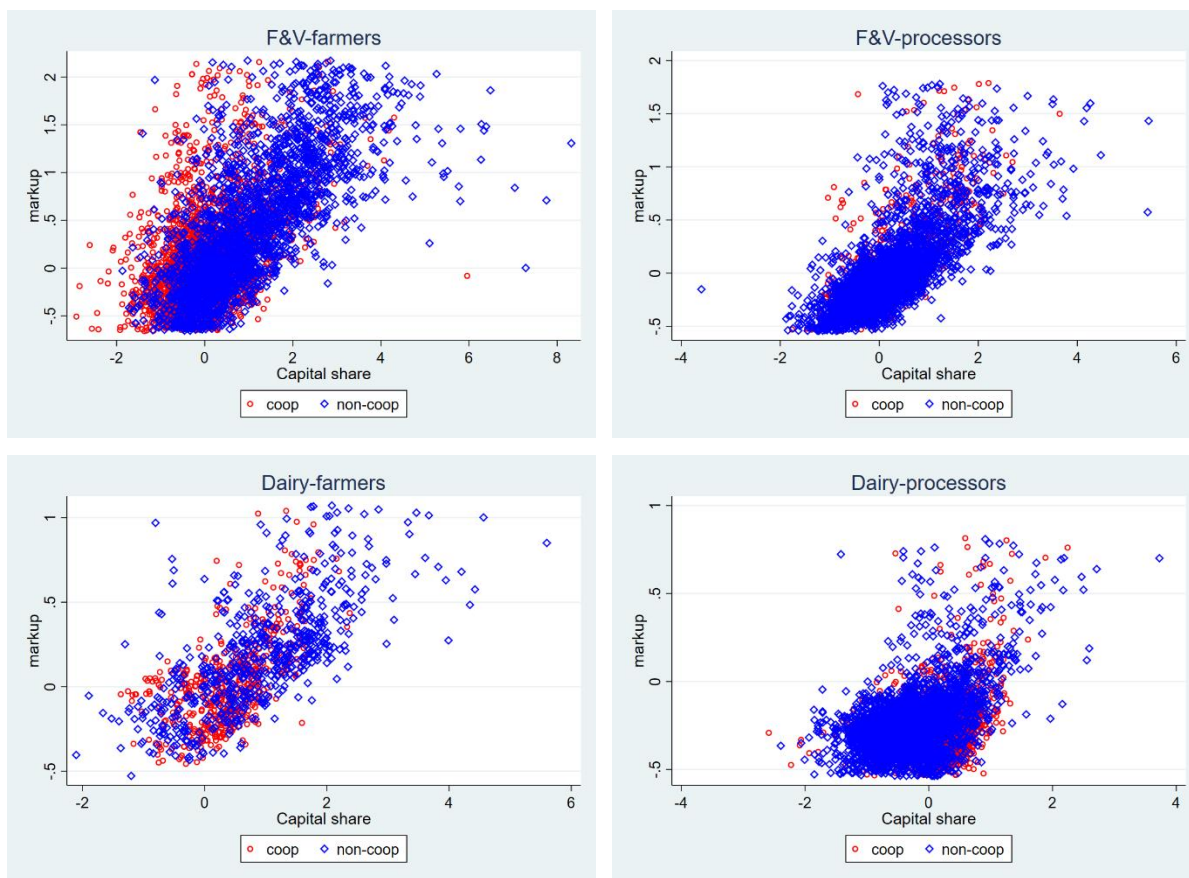 F&V-farmers
markup
2
1.5
1
.5
0
-.5
-2 0 2 4 6 8
Capital share
coop non-coop
F&V-processors
markup
2
1.5
1
.5
0
-.5
-4 -2 0 2 4 6
Capital share
coop non-coop
Dairy-farmers
markup
1
.5
0
-.5
-2 0 2 4 6
Capital share
coop non-coop
Dairy-processors
markup
1
.5
0
-.5
-4 -2 0 2 4
Capital share
coop non-coop